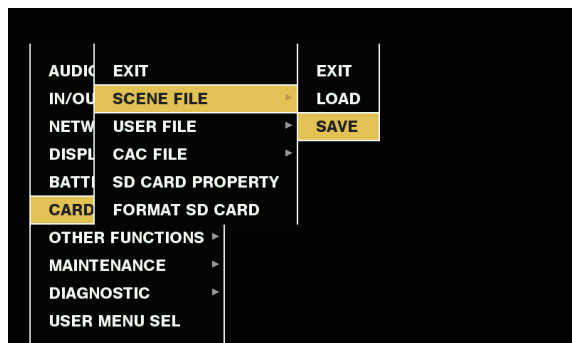 AUDIO
IN/OU
NETW
DISPL
BATT
CARD
OTHER FUNCTIONS
MAINTENANCE
DIAGNOSTIC
USER MENU SEL
EXIT
SCENE FILE
USER FILE
CAC FILE
SD CARD PROPERTY
FORMAT SD CARD
EXIT
LOAD
SAVE